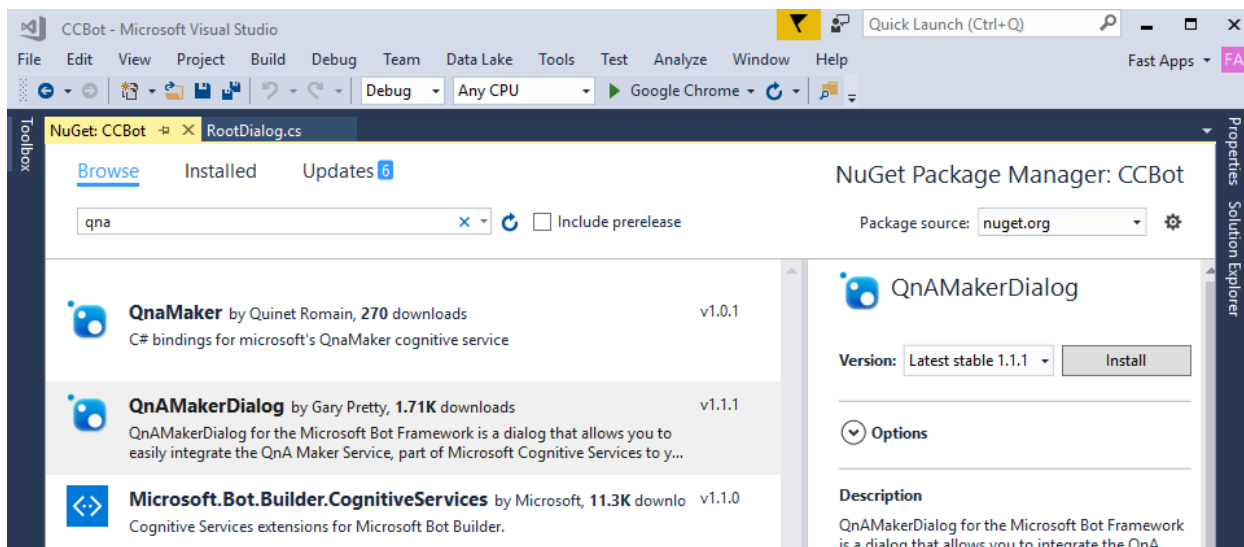 CCBot - Microsoft Visual Studio
Quick Launch (Ctrl+Q)
File Edit View Project Build Debug Team Data Lake Tools Test Analyze Window Help
Fast Apps FA
Debug Any CPU Google Chrome
Toolbox
NuGet: CCBot RootDialog.cs
Browse Installed Updates 6
NuGet Package Manager: CCBot
qna
Include prerelease
Package source: nuget.org
QnaMaker by Quinet Romain, 270 downloads v1.0.1
C# bindings for microsoft's QnaMaker cognitive service
QnAMakerDialog by Gary Pretty, 1.71K downloads v1.1.1
QnAMakerDialog for the Microsoft Bot Framework is a dialog that allows you to
easily integrate the QnA Maker Service, part of Microsoft Cognitive Services to y...
Microsoft.Bot.Builder.CognitiveServices by Microsoft, 11.3K downlo v1.1.0
Cognitive Services extensions for Microsoft Bot Builder.
QnAMakerDialog
Version: Latest stable 1.1.1 Install
Options
Description
QnAMakerDialog for the Microsoft Bot Framework
is a dialog that allows you to integrate the QnA
Properties
Solution Explorer